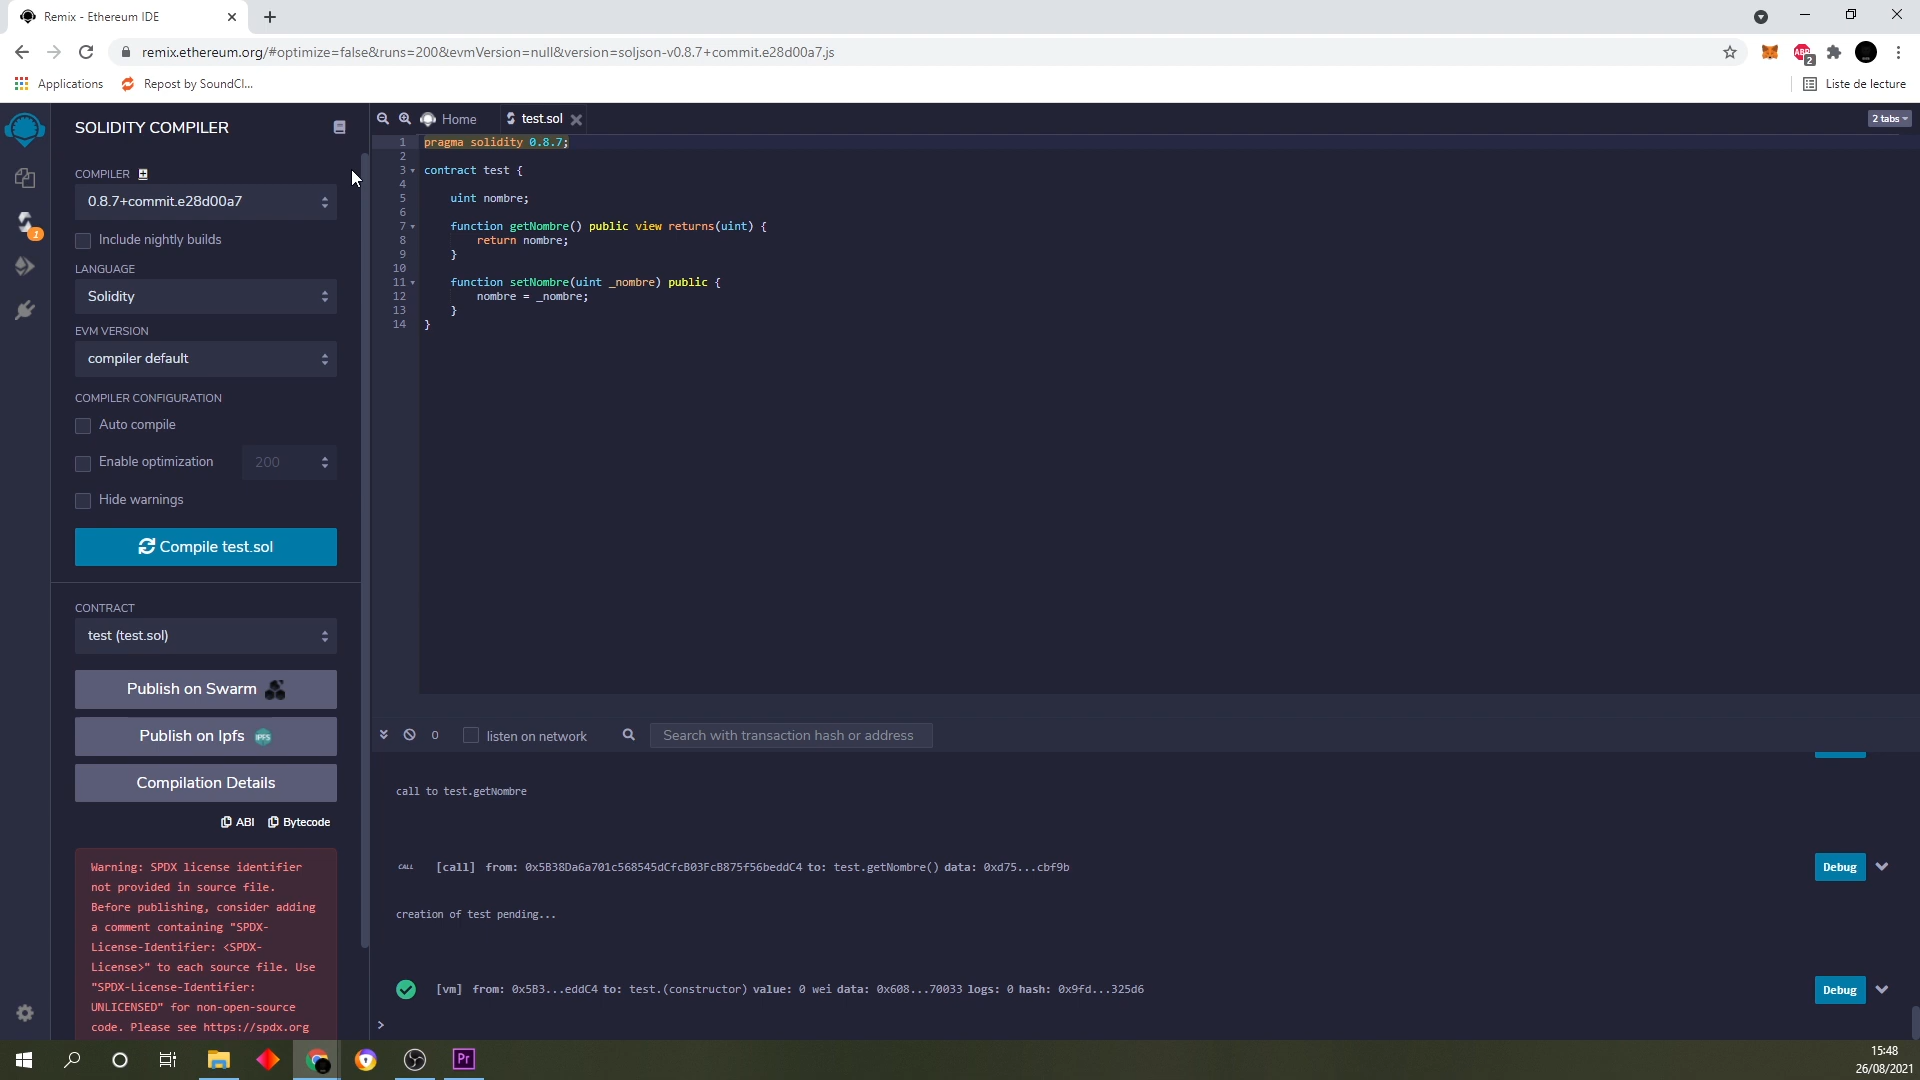 Remix - Ethereum IDE
remix.ethereum.org/#optimize=false&runs=200&evmVersion=null&version=soljson-v0.8.7+commit.e28d00a7.js
ABP
2
Applications
Repost by SoundCl...
Liste de lecture
SOLIDITY COMPILER
COMPILER
0.8.7+commit.e28d00a7
Include nightly builds
LANGUAGE
Solidity
EVM VERSION
compiler default
COMPILER CONFIGURATION
Auto compile
Enable optimization
200
Hide warnings
Compile test.sol
CONTRACT
test (test.sol)
Publish on Swarm
Publish on Ipfs
IPFS
Compilation Details
ABI
Bytecode
Warning: SPDX license identifier
not provided in source file.
Before publishing, consider adding
a comment containing "SPDX-
License-Identifier: <SPDX-
License>" to each source file. Use
"SPDX-License-Identifier:
UNLICENSED" for non-open-source
code. Please see https://spdx.org
1
Home
test.sol
2 tabs
1 pragma solidity 0.8.7;
2
3 contract test {
4
5 uint nombre;
6
7 function getNombre() public view returns(uint) {
8 return nombre;
9 }
10
11 function setNombre(uint _nombre) public {
12 nombre = _nombre;
13 }
14 }
0
listen on network
Search with transaction hash or address
call to test.getNombre
CALL [call] from: 0x5B38Da6a701c568545dCfcB03FcB875f56beddC4 to: test.getNombre() data: 0xd75...cbf9b
Debug
creation of test pending...
[vm] from: 0x5B3...eddC4 to: test.(constructor) value: 0 wei data: 0x608...70033 logs: 0 hash: 0x9fd...325d6
Debug
>
Pr
15:48
26/08/2021